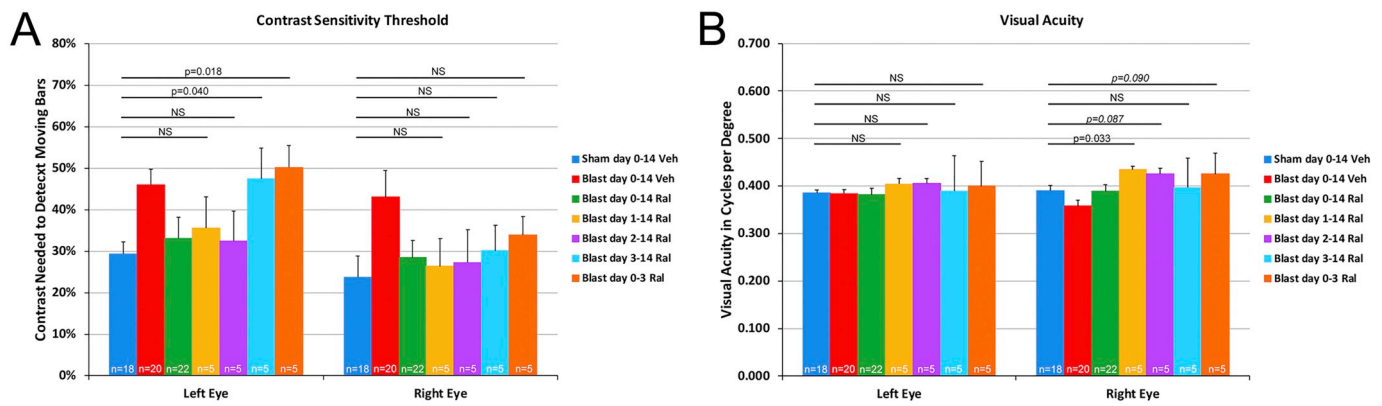 A
Contrast Sensitivity Threshold
Contrast Needed to Detecxt Moving Bars
80%
70%
60%
50%
40%
30%
20%
10%
0%
p=0.018
p=0.040
NS
NS
NS
NS
NS
NS
n=18
n=20
n=22
n=5
n=5
n=5
n=5
n=18
n=20
n=22
n=5
n=5
n=5
n=5
Left Eye
Right Eye
Sham day 0-14 Veh
Blast day 0-14 Veh
Blast day 0-14 Ral
Blast day 1-14 Ral
Blast day 2-14 Ral
Blast day 3-14 Ral
Blast day 0-3 Ral
B
Visual Acuity
Visual Acuity in Cycles per Degree
0.700
0.600
0.500
0.400
0.300
0.200
0.100
0.000
NS
NS
NS
NS
p=0.090
NS
p=0.087
p=0.033
n=18
n=20
n=22
n=5
n=5
n=5
n=5
n=18
n=20
n=22
n=5
n=5
n=5
n=5
Left Eye
Right Eye
Sham day 0-14 Veh
Blast day 0-14 Veh
Blast day 0-14 Ral
Blast day 1-14 Ral
Blast day 2-14 Ral
Blast day 3-14 Ral
Blast day 0-3 Ral